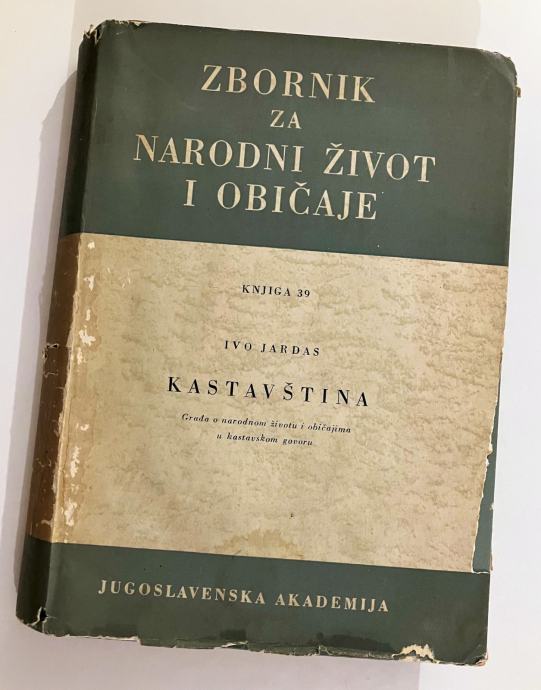 ZBORNIK
ZA
NARODNI ŽIVOT
I OBIČAJE
KNJIGA 39
IVO JARDAS
KASTAVŠTINA
Građa o narodnom životu i običajima
u kastavskom govoru
JUGOSLAVENSKA AKADEMIJA